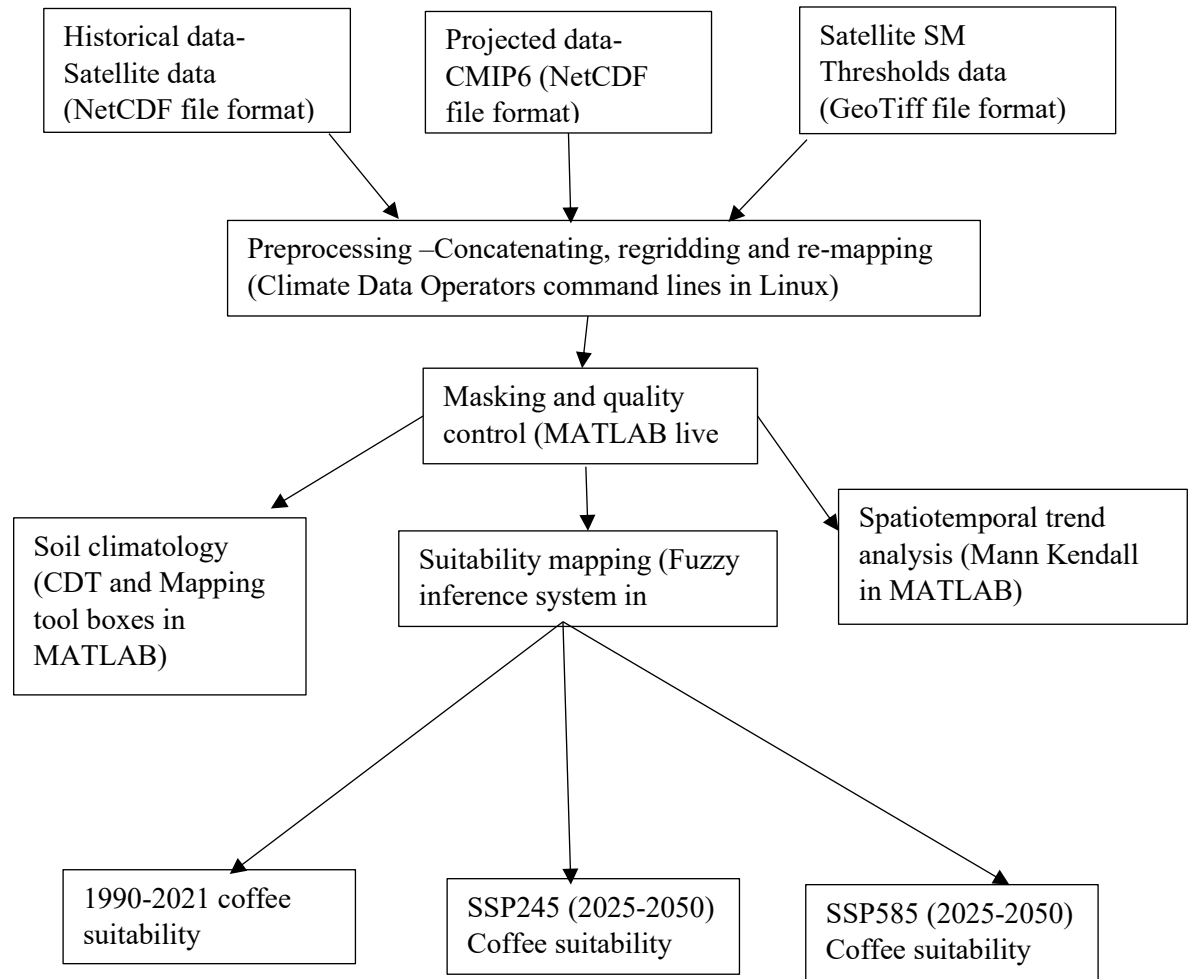 Historical data-
Satellite data
(NetCDF file format)
Projected data-
CMIP6 (NetCDF
file format)
Satellite SM
Thresholds data
(GeoTiff file format)
Preprocessing –Concatenating, regridding and re-mapping
(Climate Data Operators command lines in Linux)
Masking and quality
control (MATLAB live
Soil climatology
(CDT and Mapping
tool boxes in
MATLAB)
Suitability mapping (Fuzzy
inference system in
Spatiotemporal trend
analysis (Mann Kendall
in MATLAB)
1990-2021 coffee
suitability
SSP245 (2025-2050)
Coffee suitability
SSP585 (2025-2050)
Coffee suitability